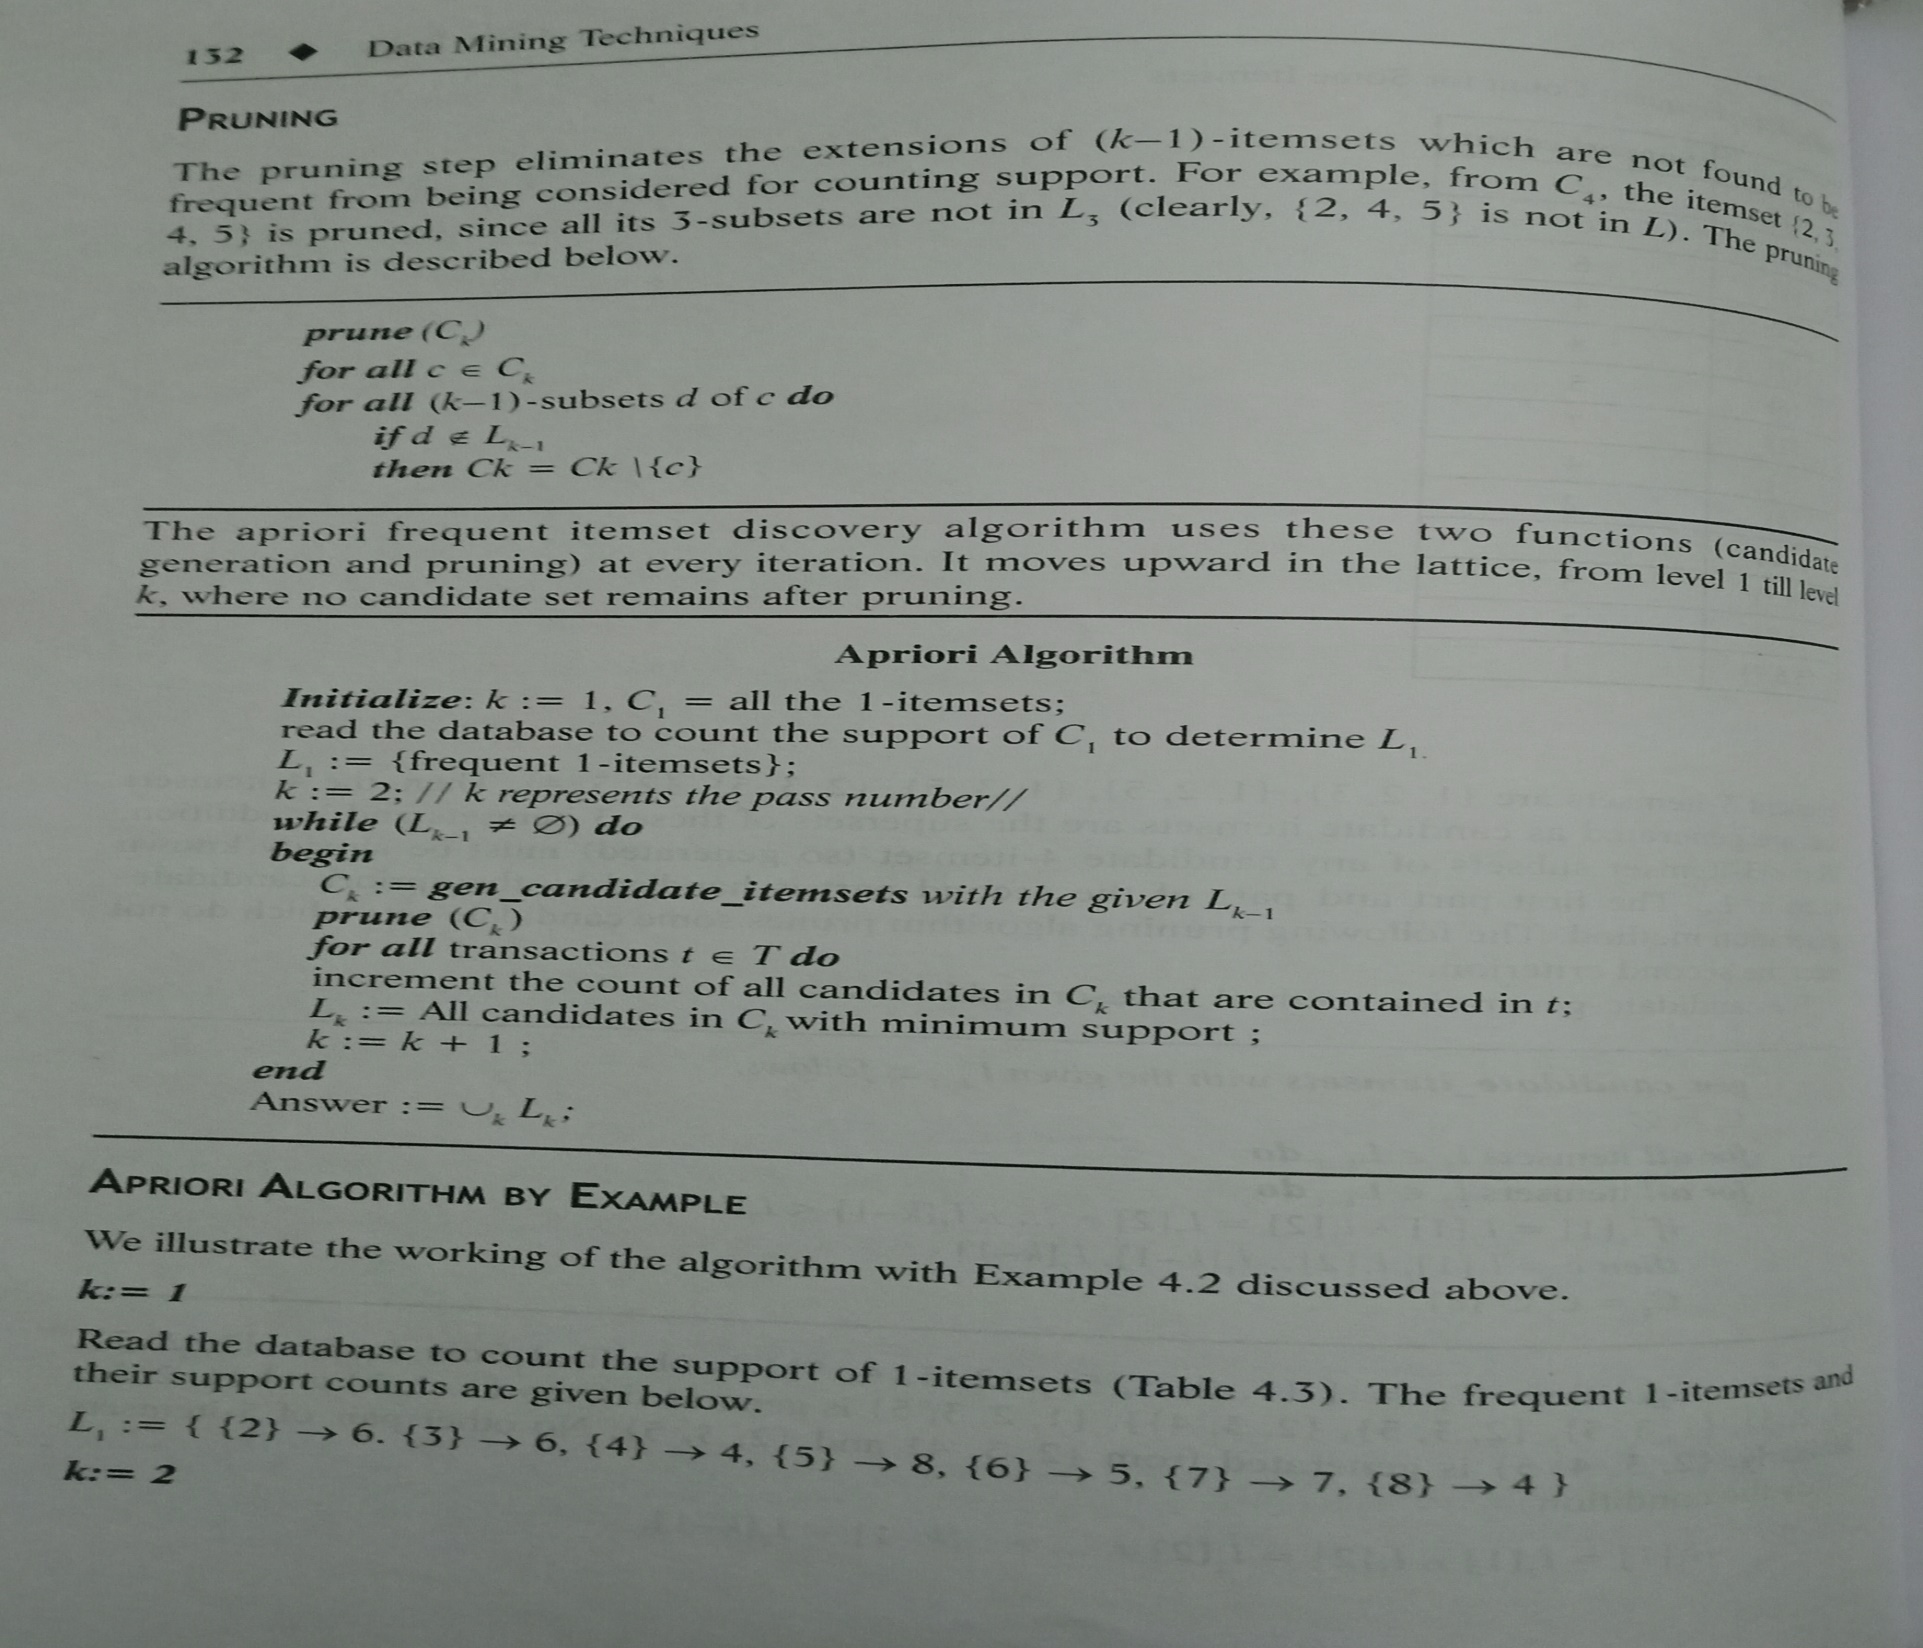 132 ◆ Data Mining Techniques
PRUNING
The pruning step eliminates the extensions of (k–1)-itemsets which are not found to be
frequent from being considered for counting support. For example, from C₄, the itemset {2, 3,
4, 5} is pruned, since all its 3-subsets are not in L₃ (clearly, {2, 4, 5} is not in L). The pruning
algorithm is described below.
prune (Cₖ)
for all c ∈ Cₖ
for all (k–1)-subsets d of c do
if d ∉ Lₖ₋₁
then Ck = Ck \{c}
The apriori frequent itemset discovery algorithm uses these two functions (candidate
generation and pruning) at every iteration. It moves upward in the lattice, from level 1 till level
k, where no candidate set remains after pruning.
Apriori Algorithm
Initialize: k := 1, C₁ = all the 1-itemsets;
read the database to count the support of C₁ to determine L₁.
L₁ := {frequent 1-itemsets};
k := 2; // k represents the pass number//
while (Lₖ₋₁ ≠ ∅) do
begin
Cₖ := gen_candidate_itemsets with the given Lₖ₋₁
prune (Cₖ)
for all transactions t ∈ T do
increment the count of all candidates in Cₖ that are contained in t;
Lₖ := All candidates in Cₖ with minimum support ;
k := k + 1 ;
end
Answer := ∪ₖ Lₖ;
APRIORI ALGORITHM BY EXAMPLE
We illustrate the working of the algorithm with Example 4.2 discussed above.
k:= 1
Read the database to count the support of 1-itemsets (Table 4.3). The frequent 1-itemsets and
their support counts are given below.
L₁ := { {2} → 6. {3} → 6, {4} → 4, {5} → 8, {6} → 5, {7} → 7, {8} → 4 }
k:= 2